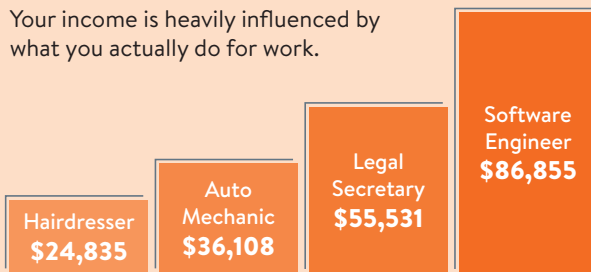 Your income is heavily influenced by
what you actually do for work.
Hairdresser
$24,835
Auto
Mechanic
$36,108
Legal
Secretary
$55,531
Software
Engineer
$86,855